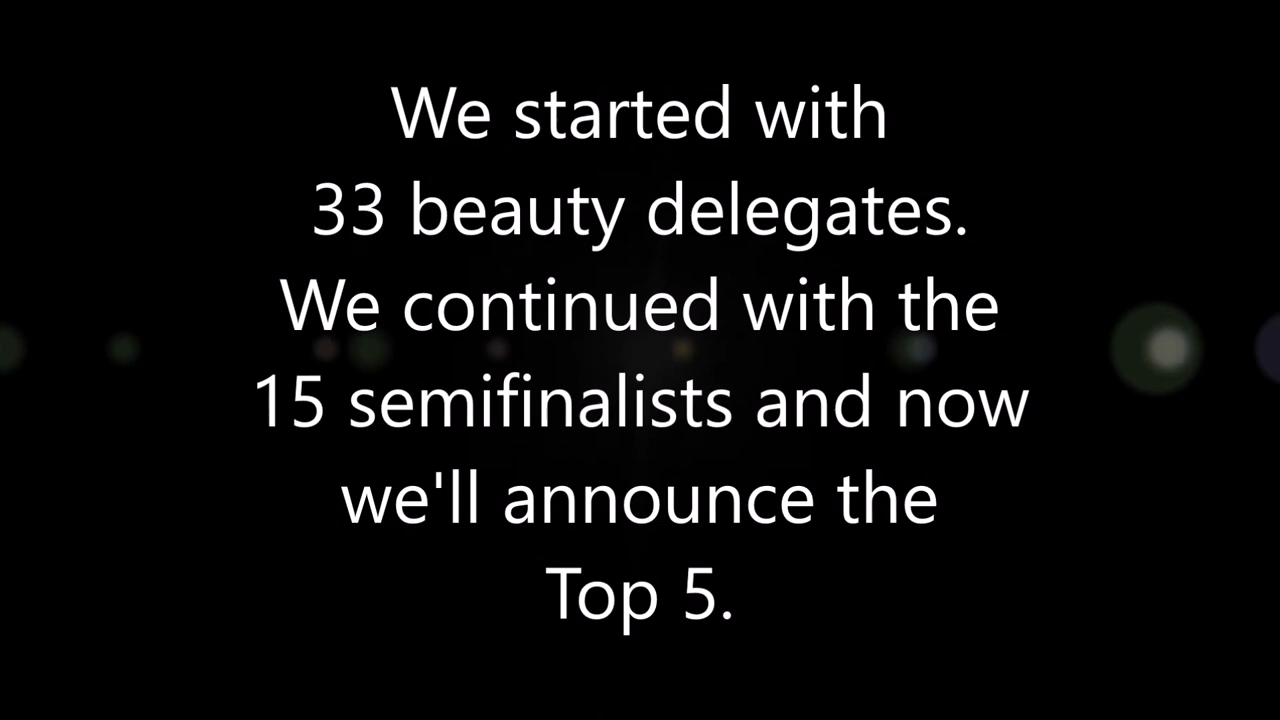 We started with
33 beauty delegates.
We continued with the
15 semifinalists and now
we'll announce the
Top 5.